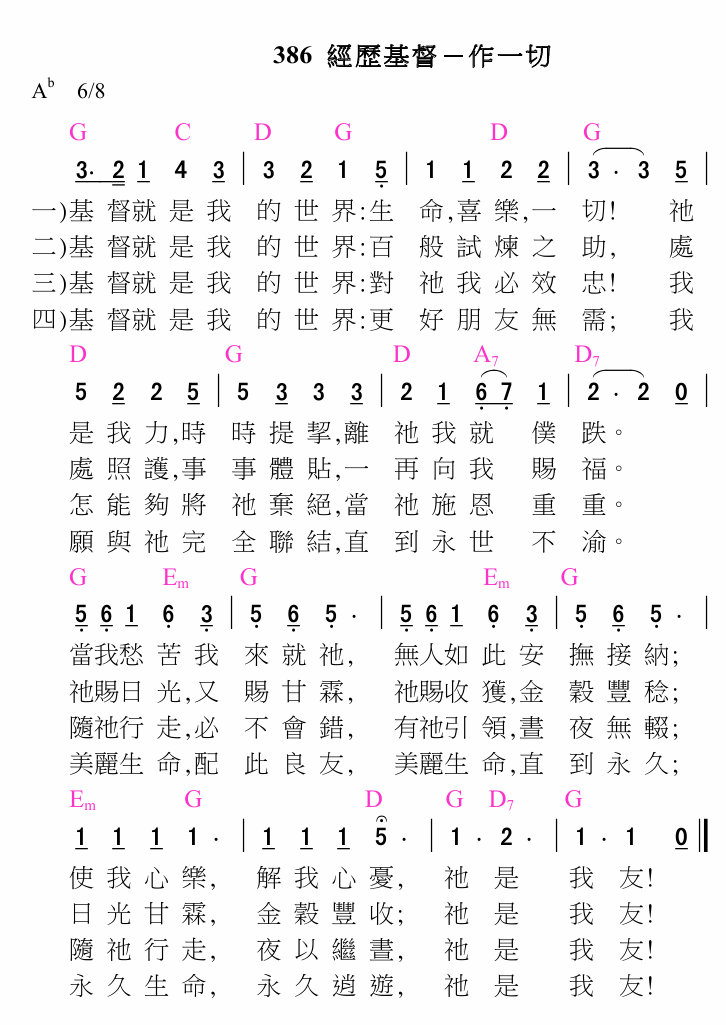 386 經歷基督－作一切
A♭ 6/8
G C D G D G
3· 2 1 4 3 | 3 2 1 5 | 1 1 2 2 | 3 · 3 5 |
一)基督就是我的世界:生命,喜樂,一切! 祂
二)基督就是我的世界:百般試煉之助, 處
三)基督就是我的世界:對祂我必效忠! 我
四)基督就是我的世界:更好朋友無需; 我
D G D A7 D7
5 2 2 5 | 5 3 3 3 | 2 1 6 7 1 | 2 · 2 0 |
是我力,時時提挈,離祂我就僕跌。
處照護,事事體貼,一再向我賜福。
怎能夠將祂棄絕,當祂施恩重重。
願與祂完全聯結,直到永世不渝。
G Em G Em G
5 6 1 6 3 | 5 6 5 · | 5 6 1 6 3 | 5 6 5 · |
當我愁苦我來就祂, 無人如此安撫接納;
祂賜日光,又賜甘霖, 祂賜收獲,金穀豐稔;
隨祂行走,必不會錯, 有祂引領,晝夜無輟;
美麗生命,配此良友, 美麗生命,直到永久;
Em G D G D7 G
1 1 1 1 · | 1 1 1 5 · | 1 · 2 · | 1 · 1 0 ‖
使我心樂, 解我心憂, 祂是我友!
日光甘霖, 金穀豐收; 祂是我友!
隨祂行走, 夜以繼晝, 祂是我友!
永久生命, 永久逍遊, 祂是我友!